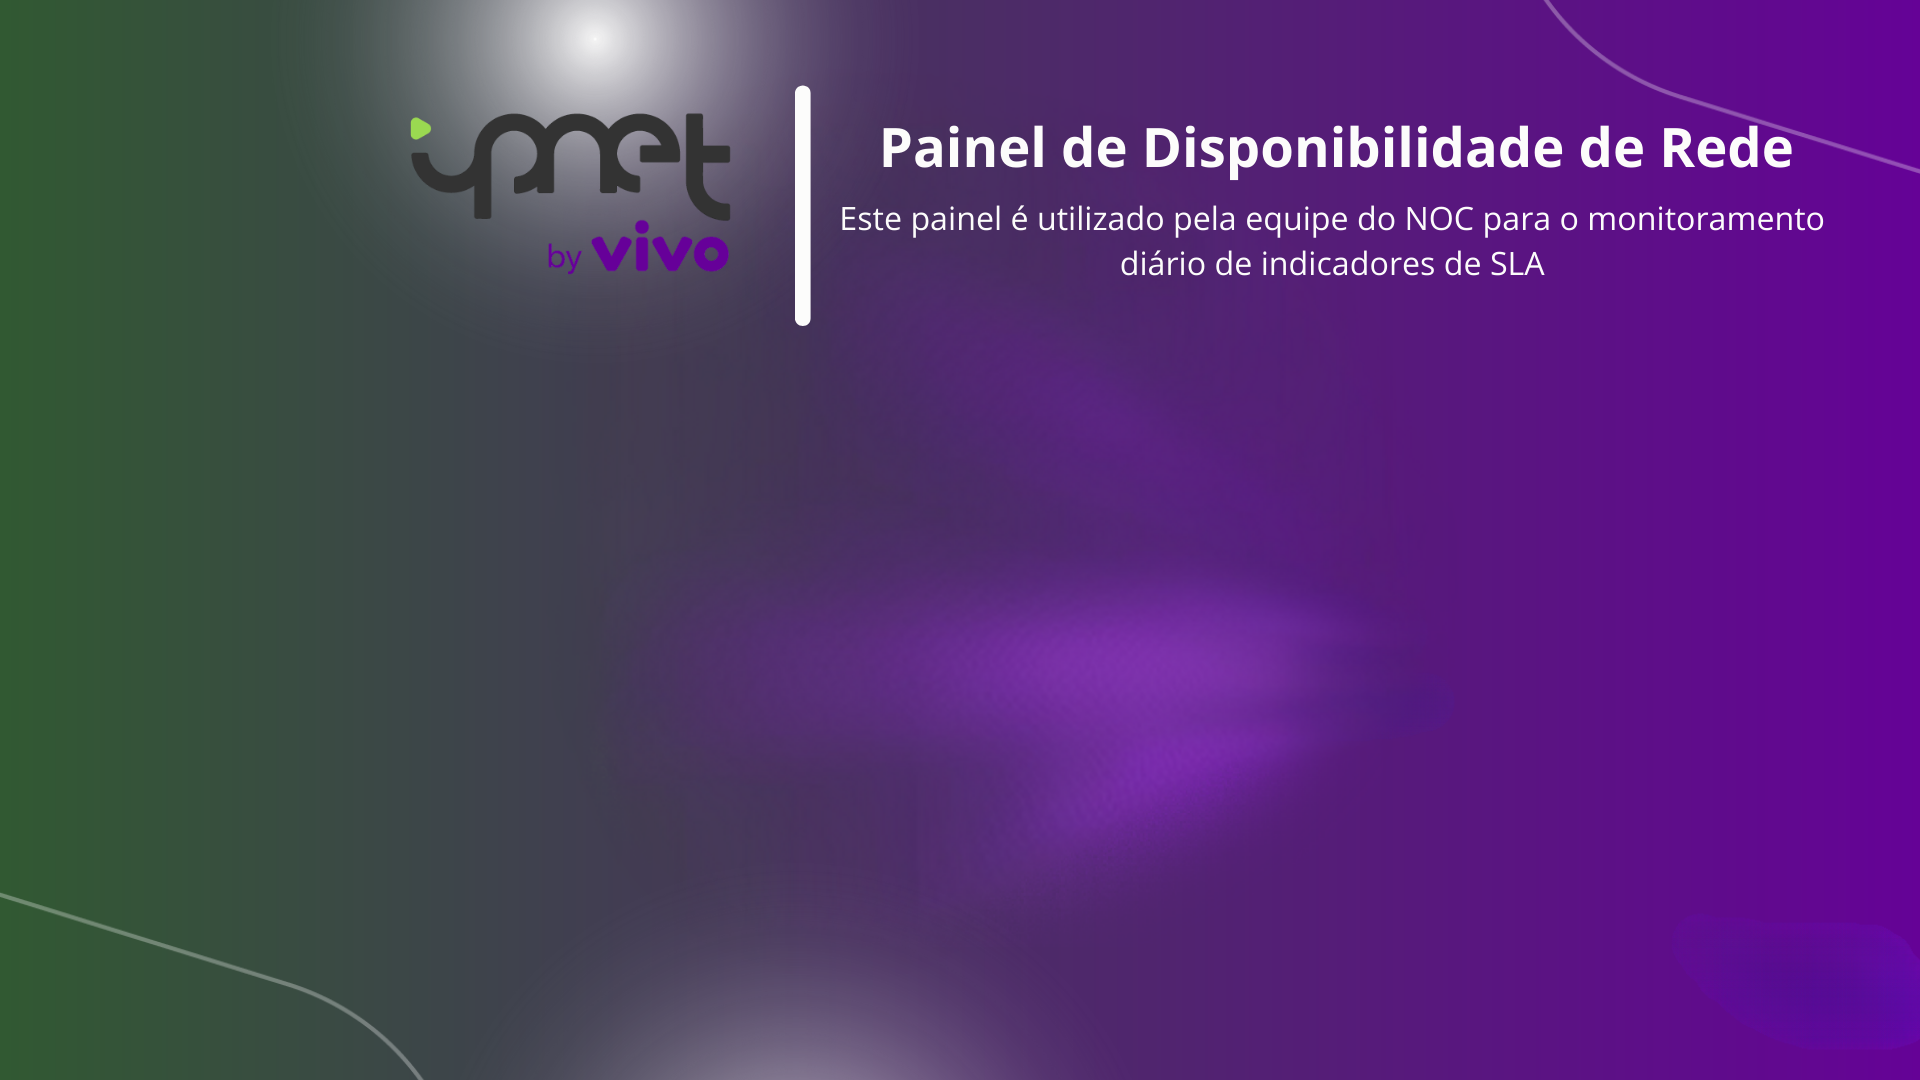 ipnet
by vivo
Painel de Disponibilidade de Rede
Este painel é utilizado pela equipe do NOC para o monitoramento
diário de indicadores de SLA